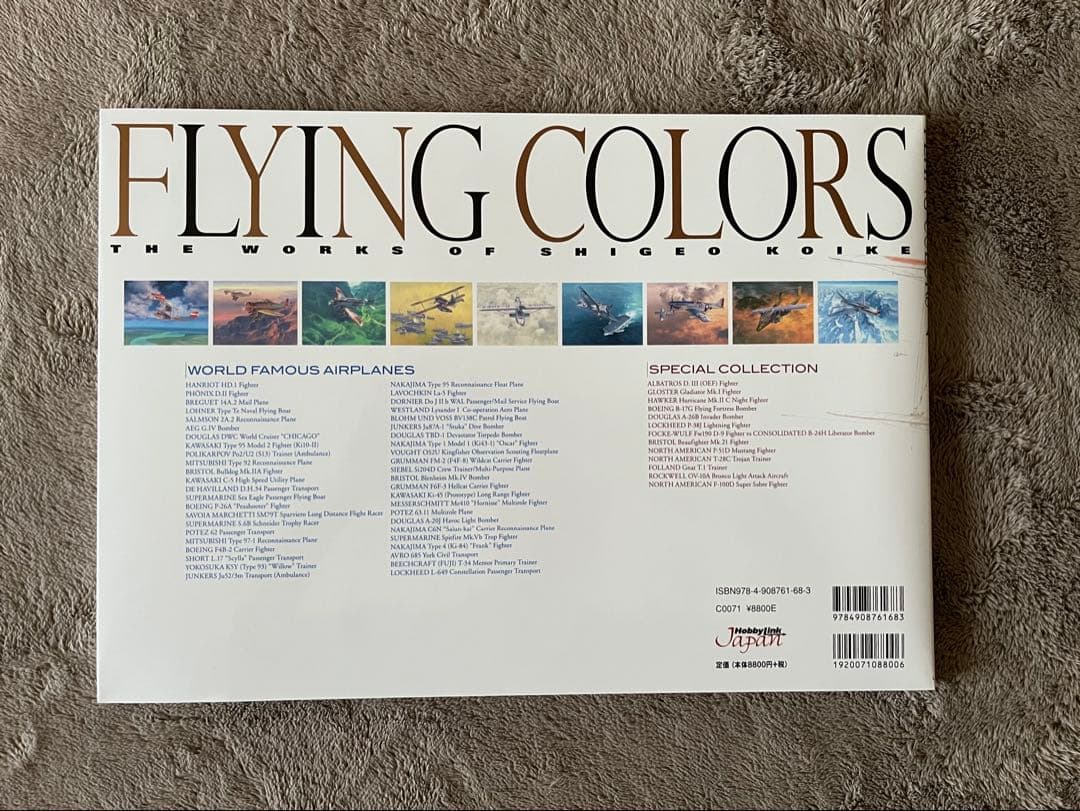 FLYING COLORS
THE WORKS OF SHIGEO KOIKE
WORLD FAMOUS AIRPLANES
HANRIOT HD.1 Fighter
PHONIX D.II Fighter
BREGUET 14A.2 Mail Plane
LOHNER Type Te Naval Flying Boat
SALMSON 2A.2 Reconnaissance Plane
AEG G.IV Bomber
DOUGLAS DWC World Cruiser "CHICAGO"
KAWASAKI Type 95 Model 2 Fighter (Ki10-II)
POLIKARPOV Po2/U2 (S13) Trainer (Ambulance)
MITSUBISHI Type 92 Reconnaissance Plane
BRISTOL Bulldog Mk.IIA Fighter
KAWASAKI C-5 High Speed Utility Plane
DE HAVILLAND D.H.34 Passenger Transport
SUPERMARINE Sea Eagle Passenger Flying Boat
BOEING P-26A "Peashooter" Fighter
SAVOIA MARCHETTI SM79T Sparviero Long Distance Flight Racer
SUPERMARINE S.6B Schneider Trophy Racer
POTEZ 62 Passenger Transport
MITSUBISHI Type 97-1 Reconnaissance Plane
BOEING F4B-2 Carrier Fighter
SHORT L.17 "Scylla" Passenger Transport
YOKOSUKA K5Y (Type 93) "Willow" Trainer
JUNKERS Ju52/3m Transport (Ambulance)
NAKAJIMA Type 95 Reconnaissance Float Plane
LAVOCHKIN La-5 Fighter
DORNIER Do J II b WAL Passenger/Mail Service Flying Boat
WESTLAND Lysander I Co-operation Aero Plane
BLOHM UND VOSS BV138C Patrol Flying Boat
JUNKERS Ju87A-1 "Stuka" Dive Bomber
DOUGLAS TBD-1 Devastator Torpedo Bomber
NAKAJIMA Type 1 Model 1 (Ki43-1) "Oscar" Fighter
VOUGHT OS2U Kingfisher Observation Scouting Floatplane
GRUMMAN FM-2 (F4F-8) Wildcat Carrier Fighter
SIEBEL Si204D Crew Trainer/Multi-Purpose Plane
BRISTOL Blenheim Mk.IV Bomber
GRUMMAN F6F-3 Hellcat Carrier Fighter
KAWASAKI Ki-45 (Prototype) Long Range Fighter
MESSERSCHMITT Me410 "Hornisse" Multirole Fighter
POTEZ 63.11 Multirole Plane
DOUGLAS A-20J Havoc Light Bomber
NAKAJIMA C6N "Saiun-kai" Carrier Reconnaissance Plane
SUPERMARINE Spitfire Mk.Vb Trop Fighter
NAKAJIMA Type 4 (Ki-84) "Frank" Fighter
AVRO 685 York Civil Transport
BEECHCRAFT (FUJI) T-34 Mentor Primary Trainer
LOCKHEED L-649 Constellation Passenger Transport
SPECIAL COLLECTION
ALBATROS D. III (OEF) Fighter
GLOSTER Gladiator Mk.I Fighter
HAWKER Hurricane Mk.II C Night Fighter
BOEING B-17G Flying Fortress Bomber
DOUGLAS A-26B Invader Bomber
LOCKHEED P-38J Lightning Fighter
FOCKE-WULF Fw190 D-9 Fighter vs CONSOLIDATED B-24H Liberator Bomber
BRISTOL Beaufighter Mk.21 Fighter
NORTH AMERICAN P-51D Mustang Fighter
NORTH AMERICAN T-28C Trojan Trainer
FOLLAND Gnat T.1 Trainer
ROCKWELL OV-10A Bronco Light Attack Aircraft
NORTH AMERICAN F-100D Super Sabre Fighter
ISBN978-4-908761-68-3
C0071 ¥8800E
HobbyLink
Japan
定価 (本体8800円+税)
9784908761683
1920071088006